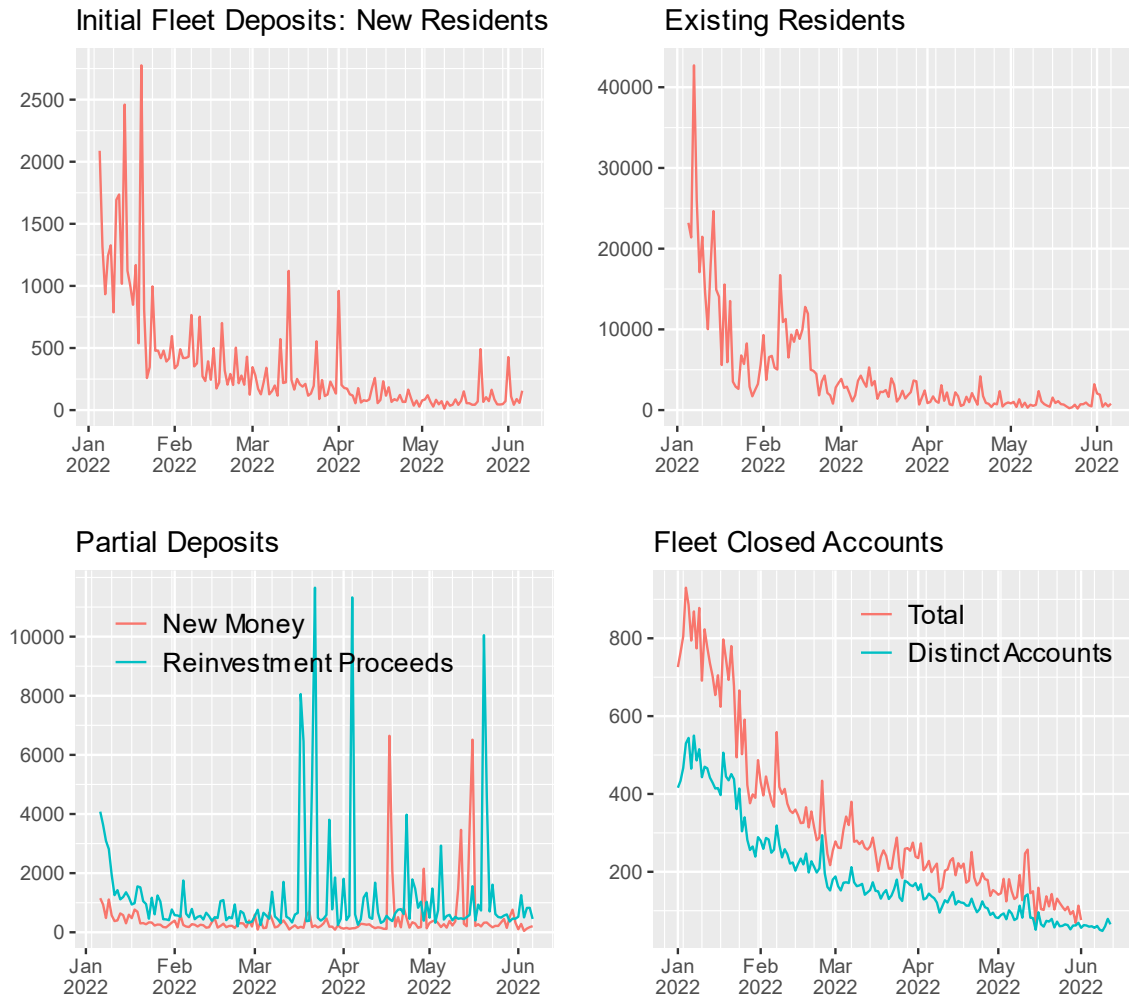 Initial Fleet Deposits: New Residents
2500
2000
1500
1000
500
0
Jan Feb Mar Apr May Jun
2022 2022 2022 2022 2022 2022
Existing Residents
40000
30000
20000
10000
0
Jan Feb Mar Apr May Jun
2022 2022 2022 2022 2022 2022
Partial Deposits
New Money
Reinvestment Proceeds
10000
8000
6000
4000
2000
0
Jan Feb Mar Apr May Jun
2022 2022 2022 2022 2022 2022
Fleet Closed Accounts
Total
Distinct Accounts
800
600
400
200
Jan Feb Mar Apr May Jun
2022 2022 2022 2022 2022 2022